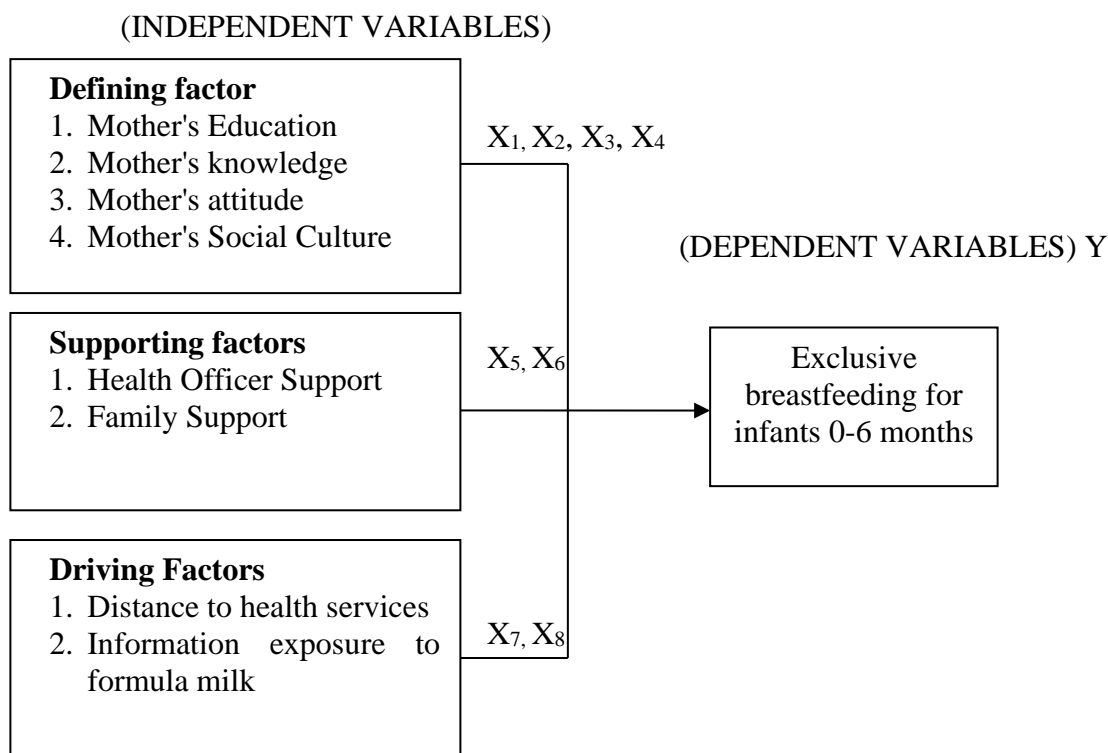 (INDEPENDENT VARIABLES)
Defining factor
1. Mother's Education
2. Mother's knowledge
3. Mother's attitude
4. Mother's Social Culture
X1, X2, X3, X4
(DEPENDENT VARIABLES) Y
Supporting factors
1. Health Officer Support
2. Family Support
X5, X6
Exclusive
breastfeeding for
infants 0-6 months
Driving Factors
1. Distance to health services
2. Information exposure to
formula milk
X7, X8